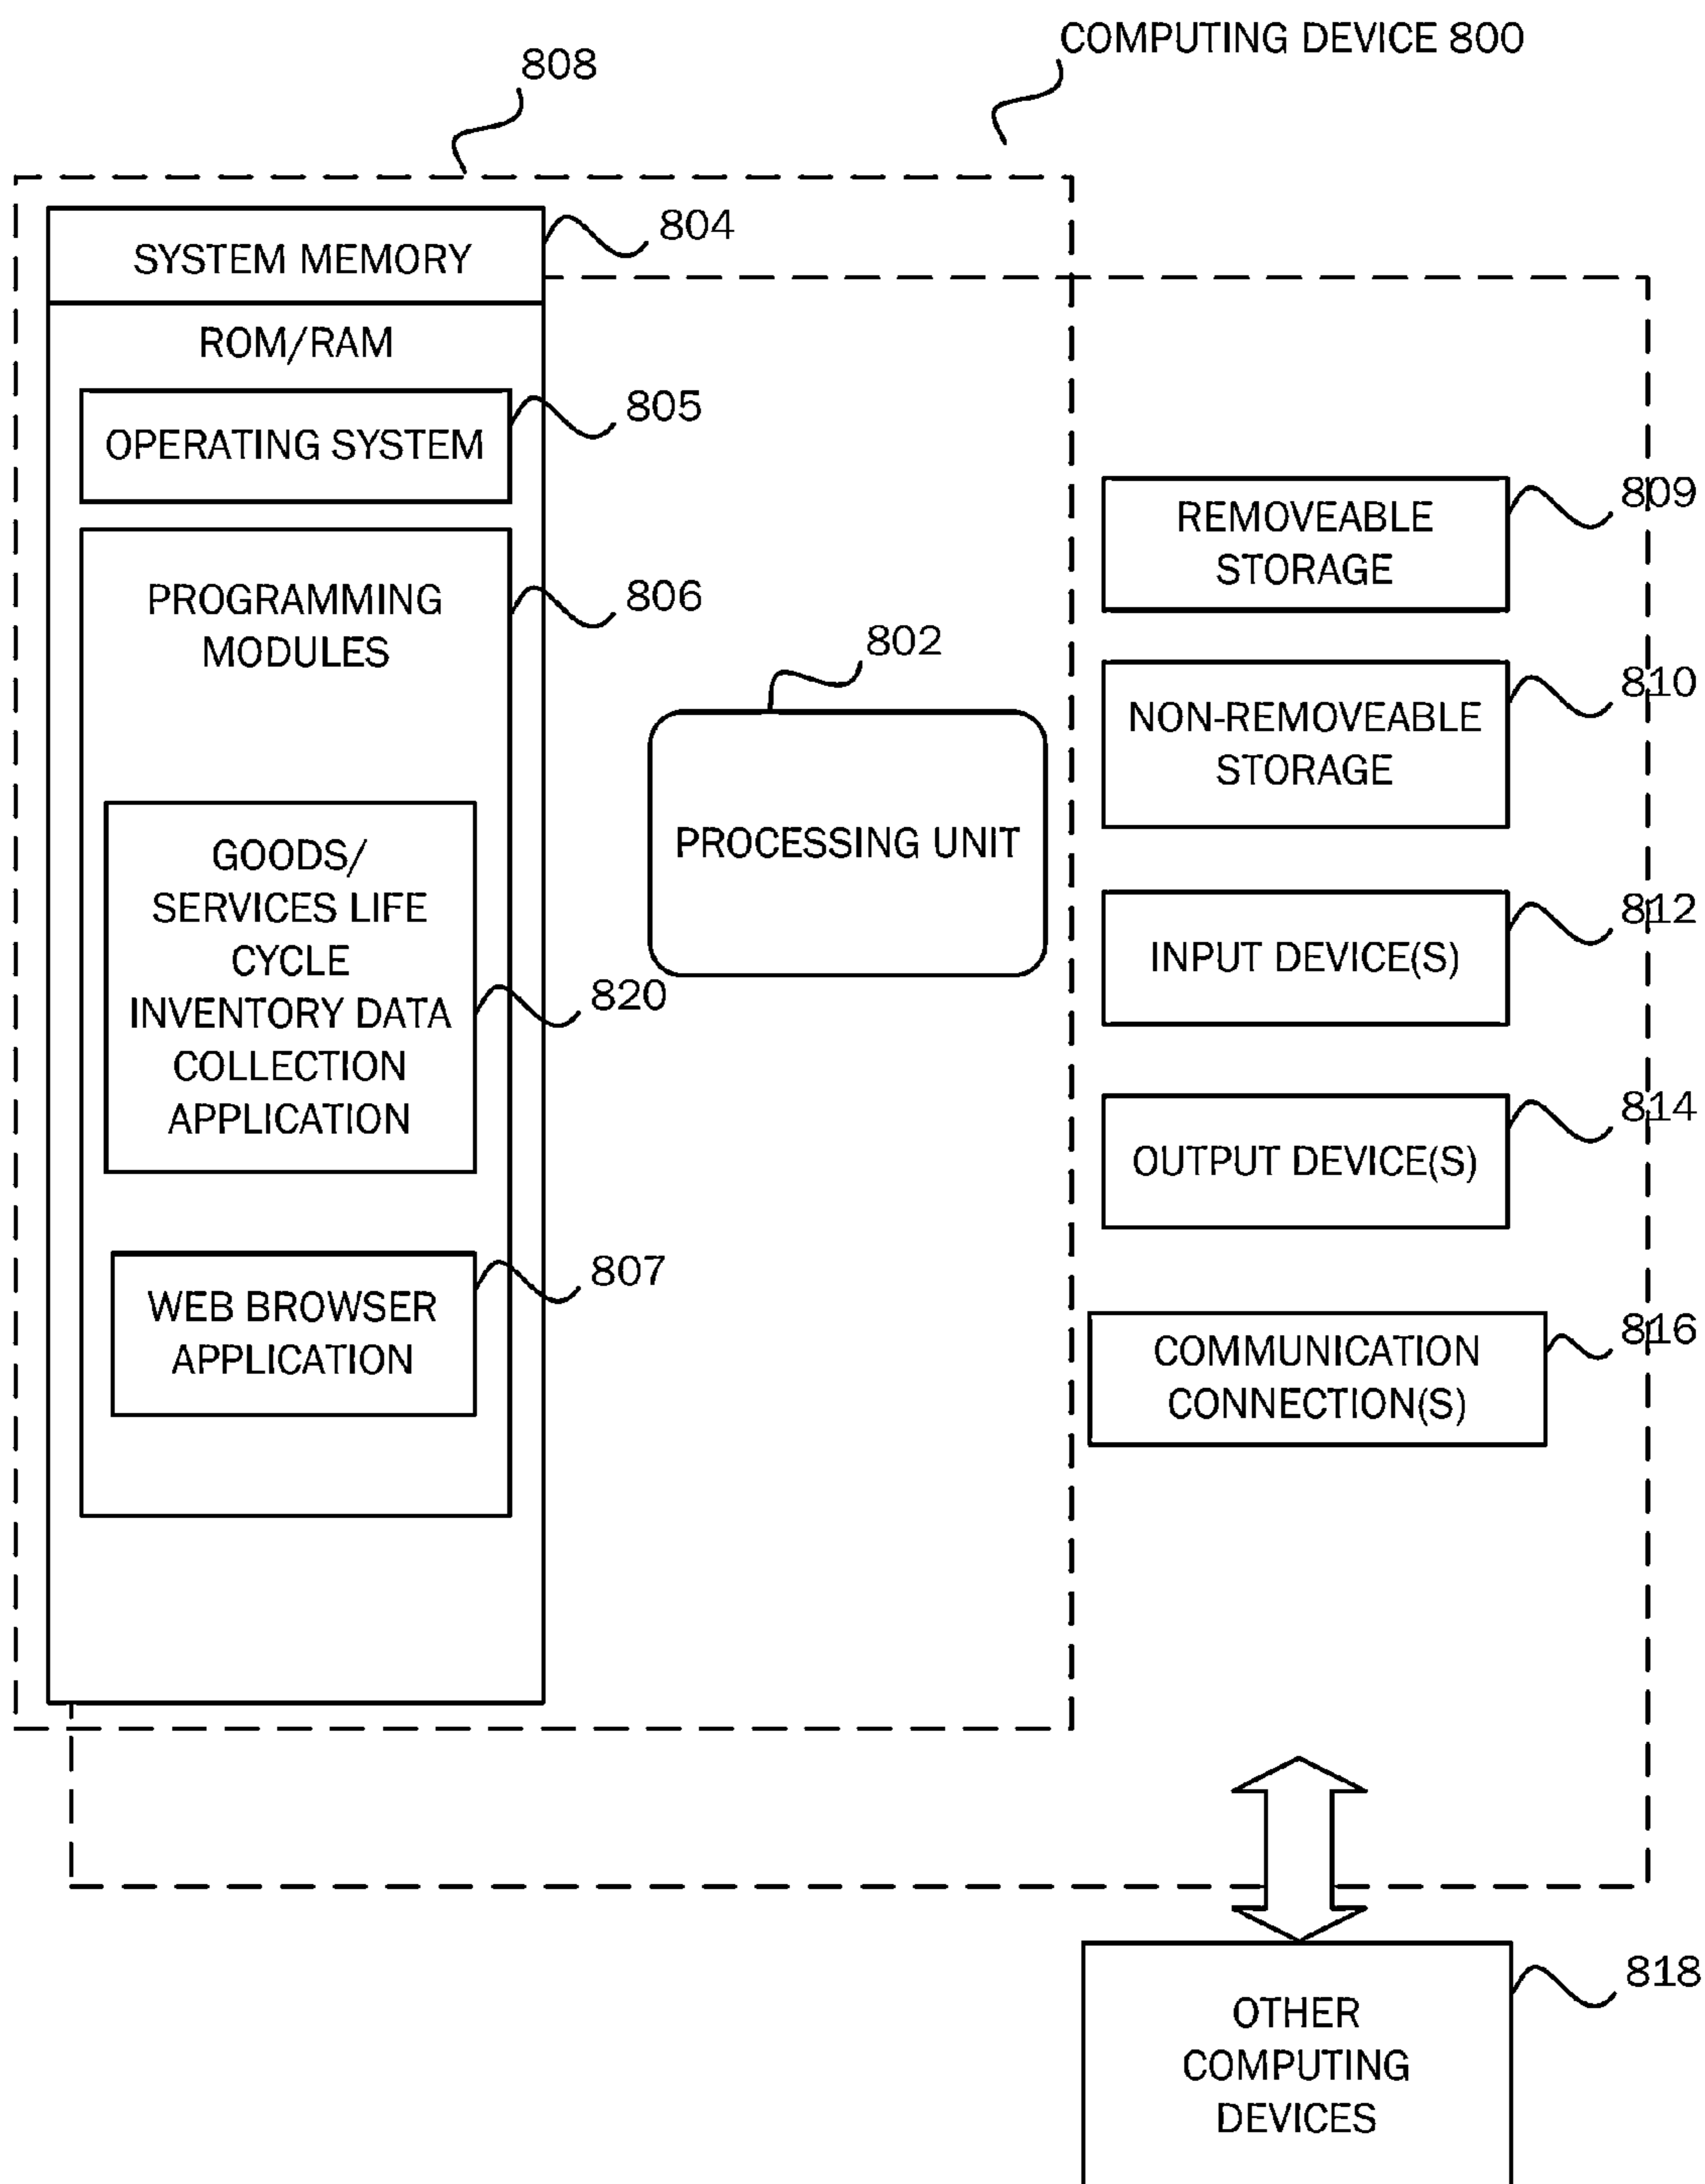 COMPUTING DEVICE 800
808
804
SYSTEM MEMORY
ROM/RAM
805
OPERATING SYSTEM
806
PROGRAMMING
MODULES
GOODS/
SERVICES LIFE
CYCLE
INVENTORY DATA
COLLECTION
APPLICATION
820
807
WEB BROWSER
APPLICATION
802
PROCESSING UNIT
809
REMOVEABLE
STORAGE
810
NON-REMOVEABLE
STORAGE
812
INPUT DEVICE(S)
814
OUTPUT DEVICE(S)
816
COMMUNICATION
CONNECTION(S)
818
OTHER
COMPUTING
DEVICES